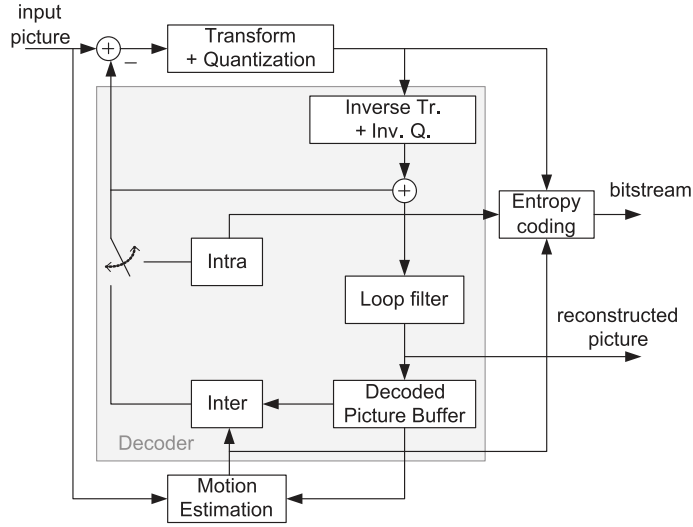 input
picture
+
−
Transform
+ Quantization
Inverse Tr.
+ Inv. Q.
+
Entropy
coding
bitstream
Intra
Loop filter
reconstructed
picture
Inter
Decoded
Picture Buffer
Decoder
Motion
Estimation